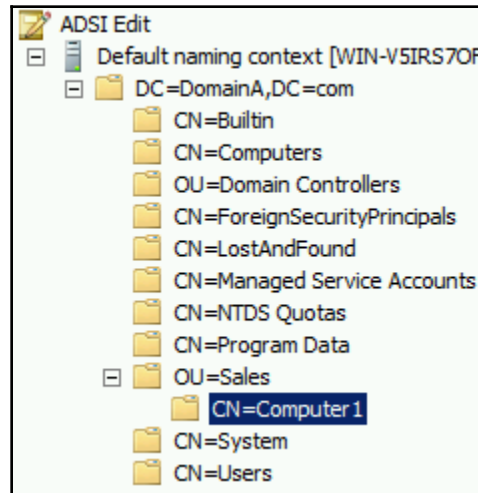 ADSI Edit
Default naming context [WIN-V5IRS7OF
DC=DomainA,DC=com
CN=Builtin
CN=Computers
OU=Domain Controllers
CN=ForeignSecurityPrincipals
CN=LostAndFound
CN=Managed Service Accounts
CN=NTDS Quotas
CN=Program Data
OU=Sales
CN=Computer1
CN=System
CN=Users